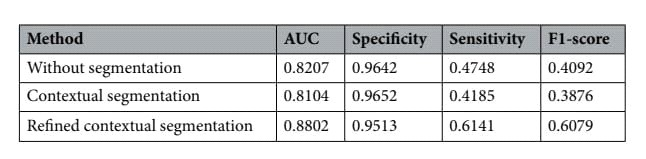 Method AUC Specificity Sensitivity F1-score
Without segmentation 0.8207 0.9642 0.4748 0.4092
Contextual segmentation 0.8104 0.9652 0.4185 0.3876
Refined contextual segmentation 0.8802 0.9513 0.6141 0.6079